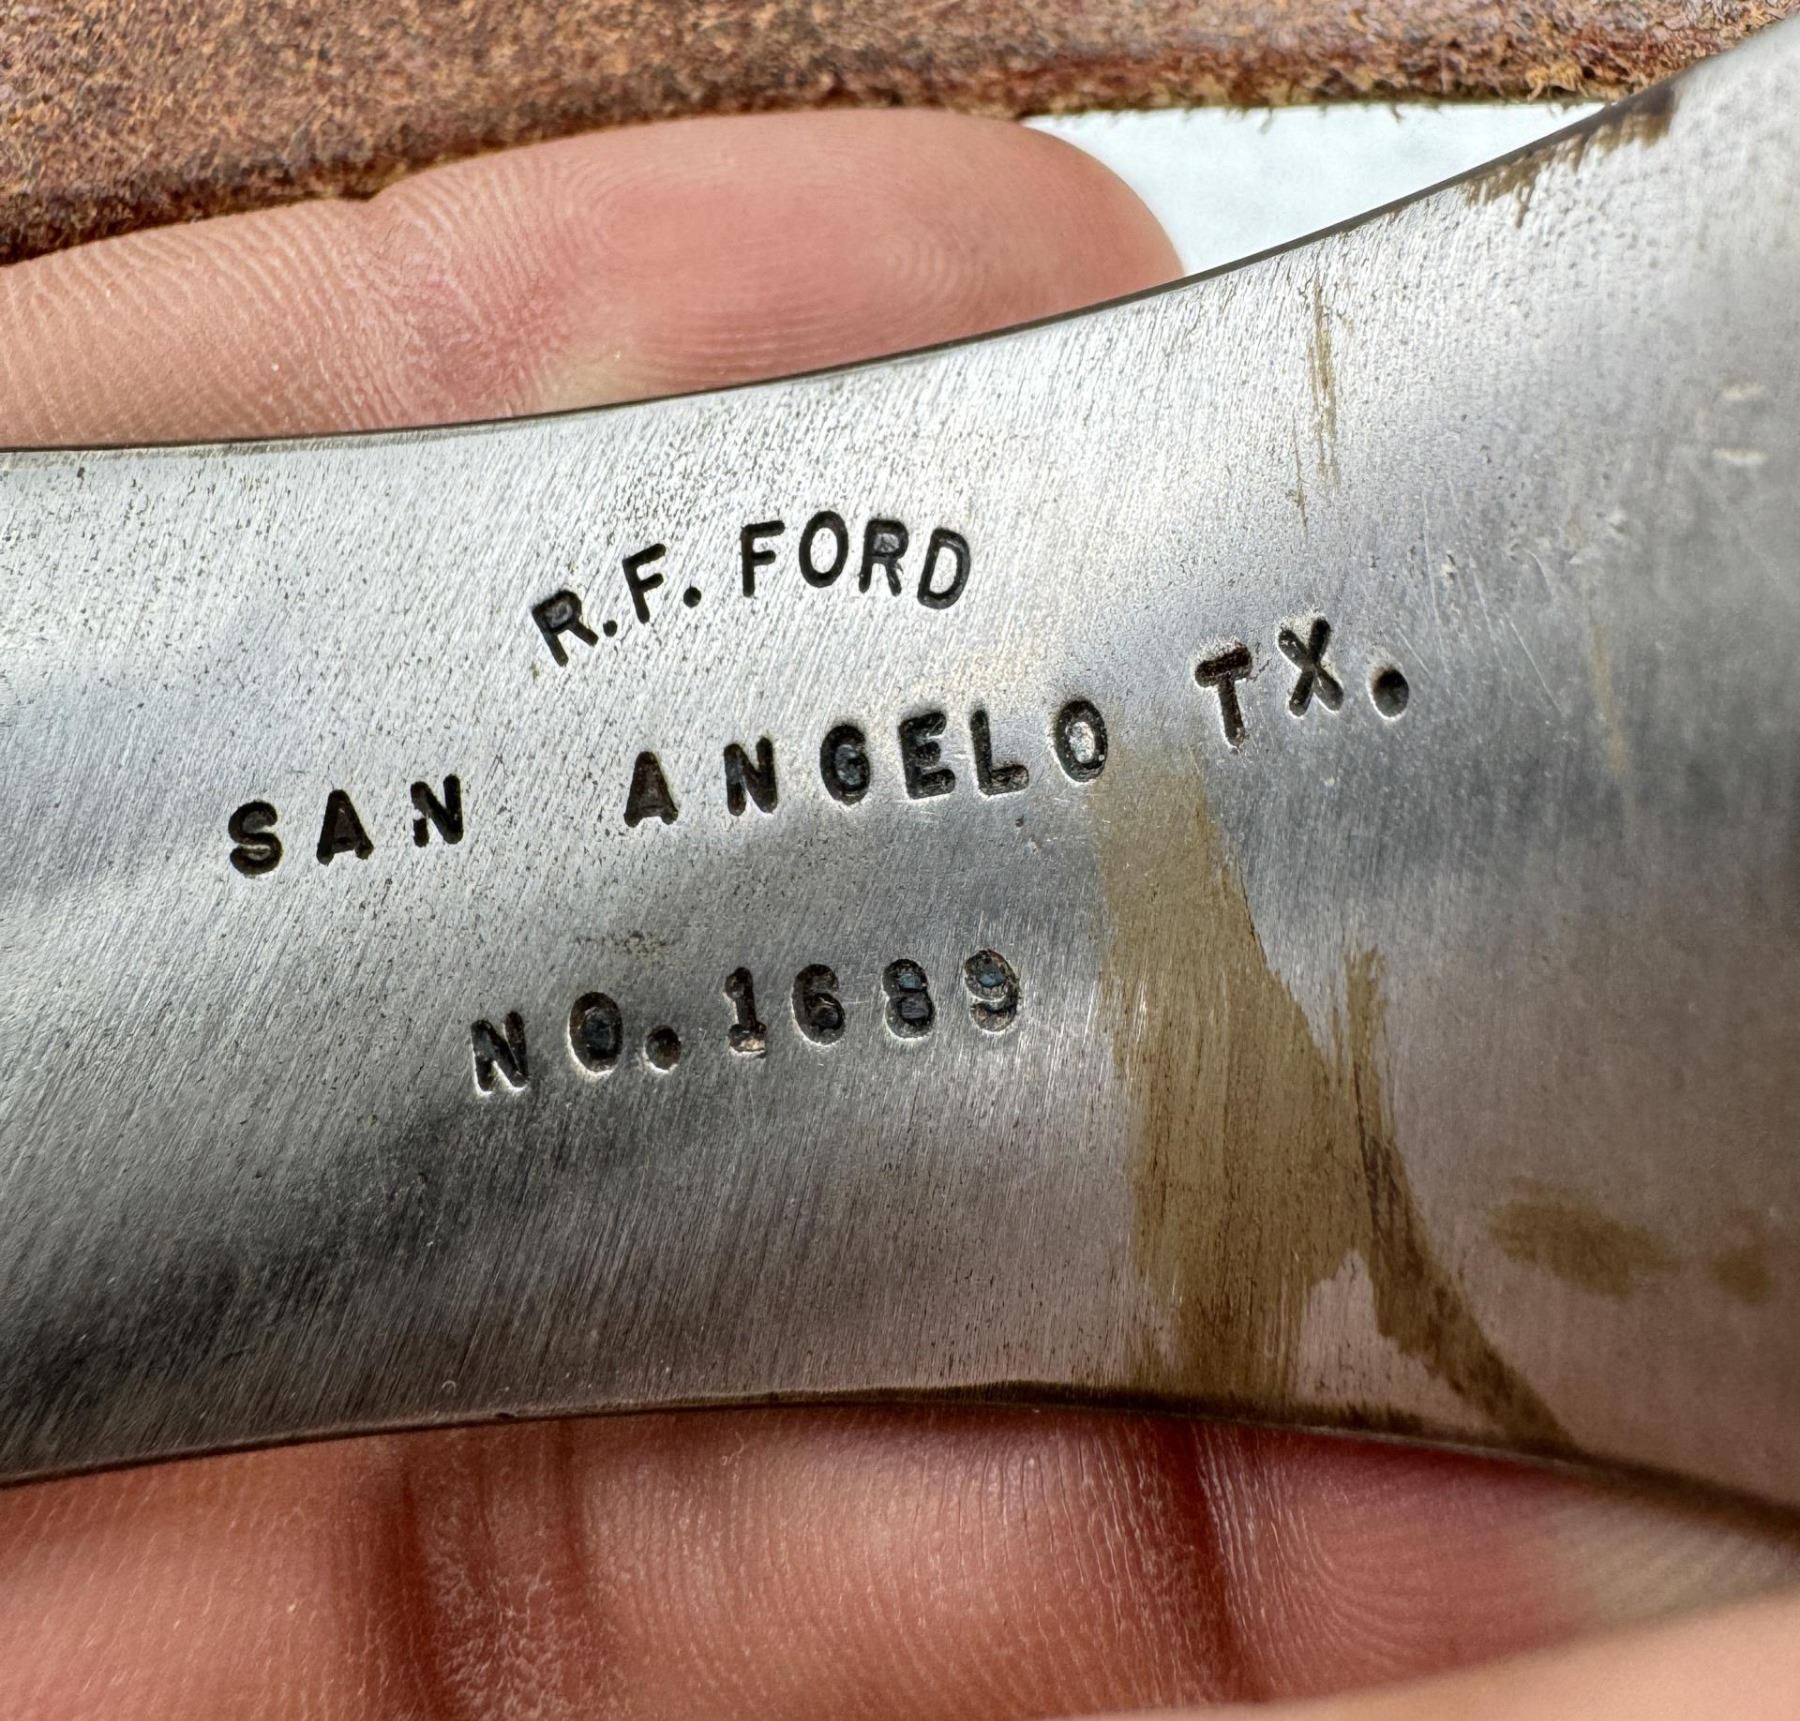 R.F. FORD
SAN ANGELO TX.
NO. 1689